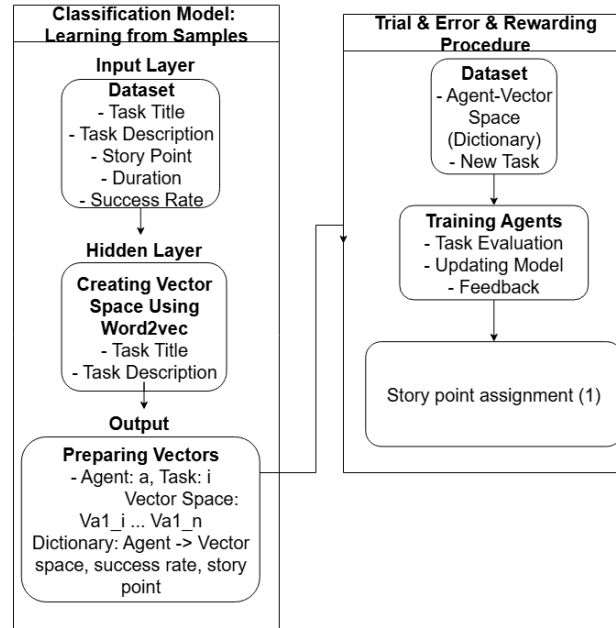 Classification Model:
Learning from Samples
Input Layer
Dataset
- Task Title
- Task Description
- Story Point
- Duration
- Success Rate
Hidden Layer
Creating Vector
Space Using
Word2vec
- Task Title
- Task Description
Output
Preparing Vectors
- Agent: a, Task: i
Vector Space:
Va1_i ... Va1_n
Dictionary: Agent -> Vector
space, success rate, story
point
Trial & Error & Rewarding
Procedure
Dataset
- Agent-Vector
Space
(Dictionary)
- New Task
Training Agents
- Task Evaluation
- Updating Model
- Feedback
Story point assignment (1)